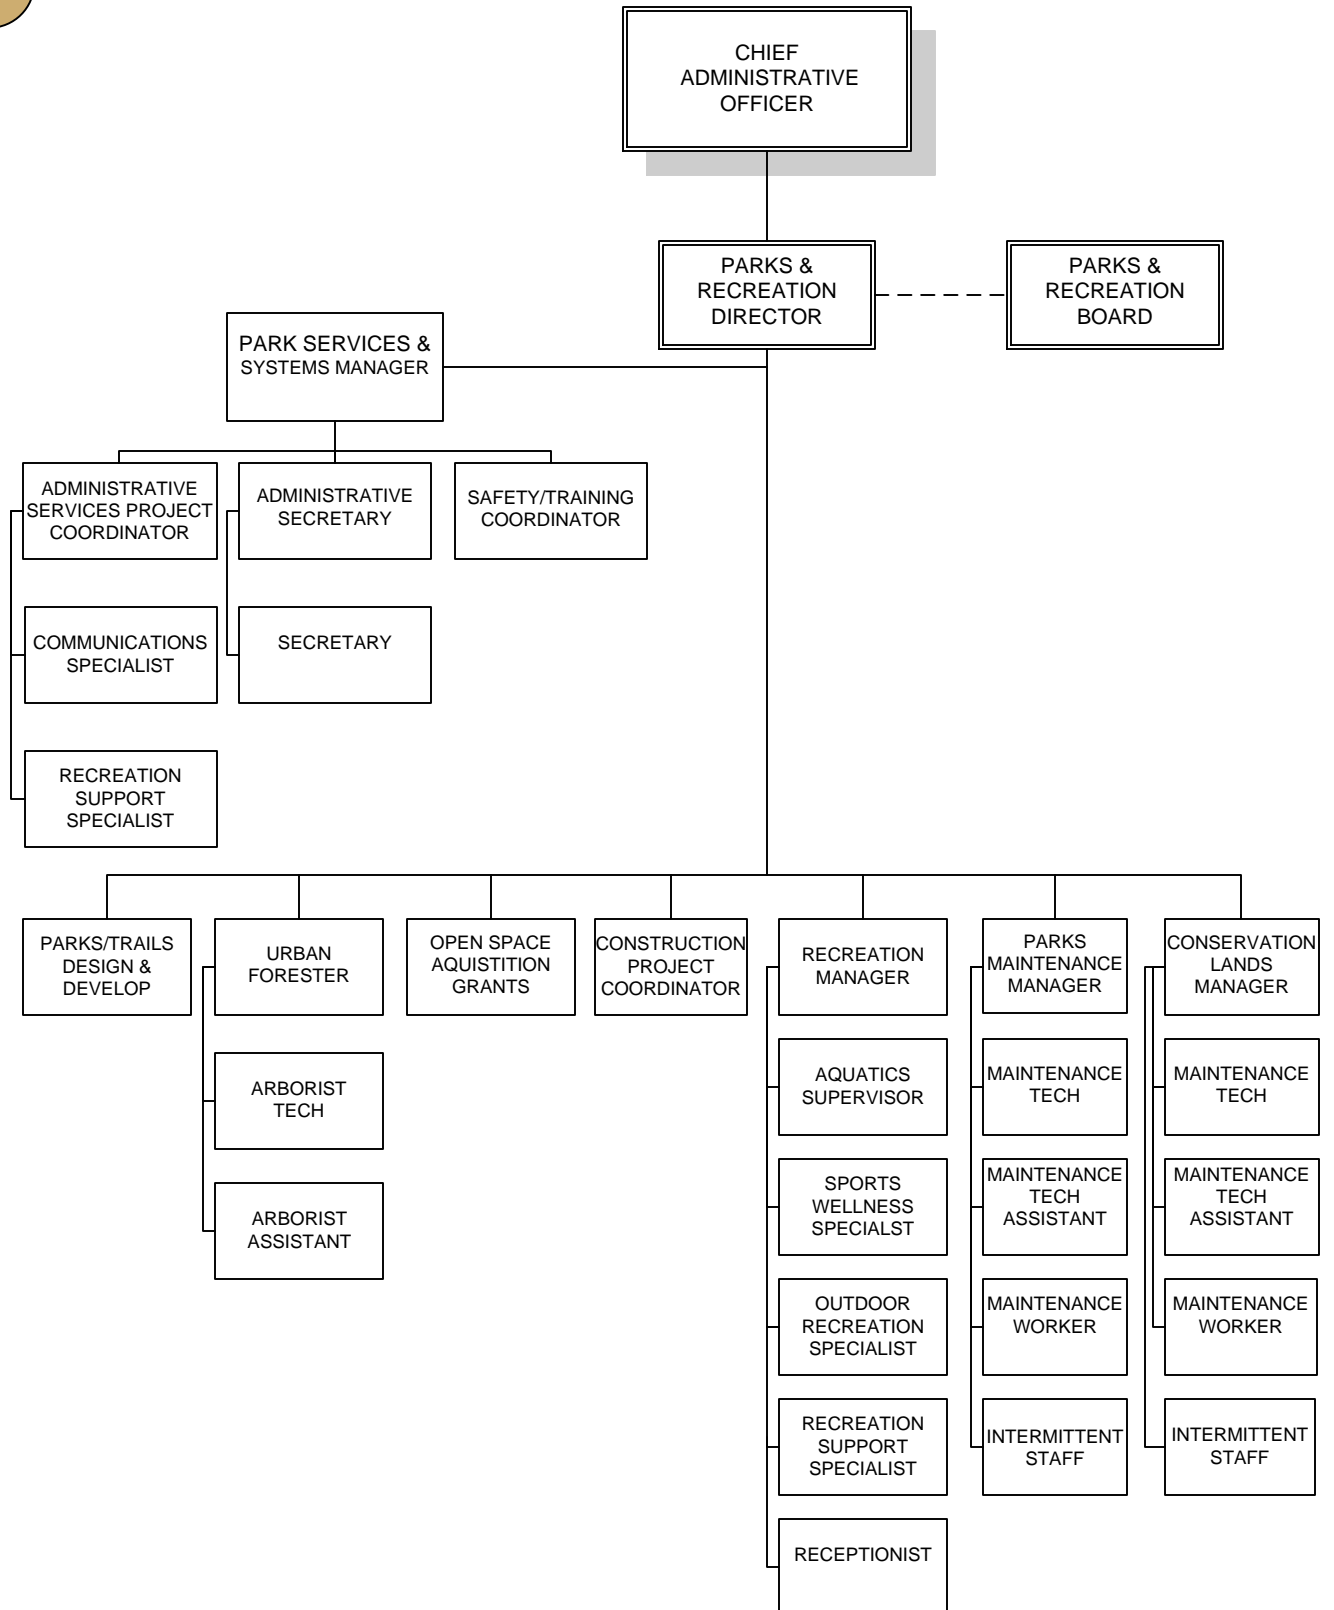 CHIEF
ADMINISTRATIVE
OFFICER
PARKS &
RECREATION
DIRECTOR
PARKS &
RECREATION
BOARD
PARK SERVICES &
SYSTEMS MANAGER
ADMINISTRATIVE
SERVICES PROJECT
COORDINATOR
ADMINISTRATIVE
SECRETARY
SAFETY/TRAINING
COORDINATOR
COMMUNICATIONS
SPECIALIST
SECRETARY
RECREATION
SUPPORT
SPECIALIST
PARKS/TRAILS
DESIGN &
DEVELOP
URBAN
FORESTER
OPEN SPACE
AQUISTITION
GRANTS
CONSTRUCTION
PROJECT
COORDINATOR
RECREATION
MANAGER
PARKS
MAINTENANCE
MANAGER
CONSERVATION
LANDS
MANAGER
ARBORIST
TECH
AQUATICS
SUPERVISOR
MAINTENANCE
TECH
MAINTENANCE
TECH
ARBORIST
ASSISTANT
SPORTS
WELLNESS
SPECIALST
MAINTENANCE
TECH
ASSISTANT
MAINTENANCE
TECH
ASSISTANT
OUTDOOR
RECREATION
SPECIALIST
MAINTENANCE
WORKER
MAINTENANCE
WORKER
RECREATION
SUPPORT
SPECIALIST
INTERMITTENT
STAFF
INTERMITTENT
STAFF
RECEPTIONIST